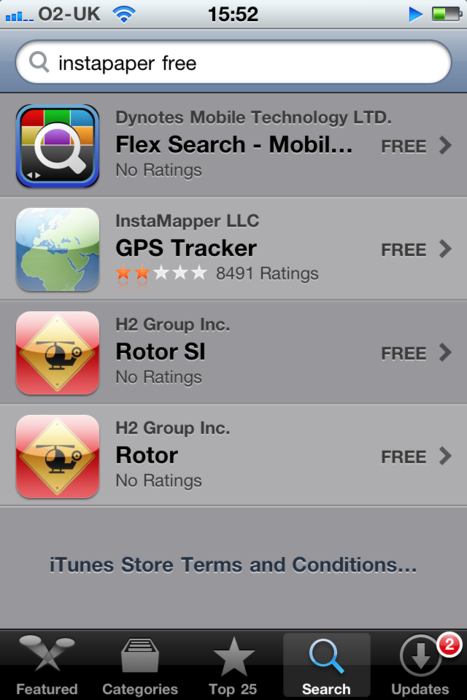 O2-UK 15:52
instapaper free
Dynotes Mobile Technology LTD.
Flex Search - Mobil... FREE
No Ratings
InstaMapper LLC
GPS Tracker FREE
8491 Ratings
H2 Group Inc.
Rotor SI FREE
No Ratings
H2 Group Inc.
Rotor FREE
No Ratings
iTunes Store Terms and Conditions...
2
Featured Categories Top 25 Search Updates